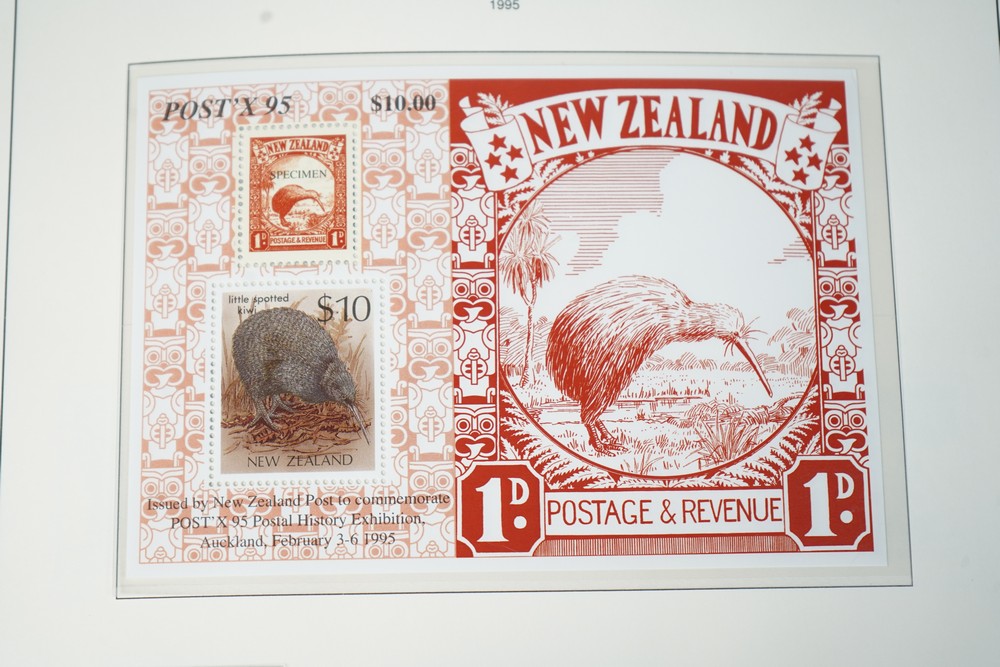 1995
POST'X 95
$10.00
NEW ZEALAND
SPECIMEN
1D
POSTAGE & REVENUE
1D
little spotted
kiwi
$10
NEW ZEALAND
Issued by New Zealand Post to commemorate
POST'X 95 Postal History Exhibition,
Auckland, February 3-6 1995
NEW ZEALAND
1D
POSTAGE & REVENUE
1D